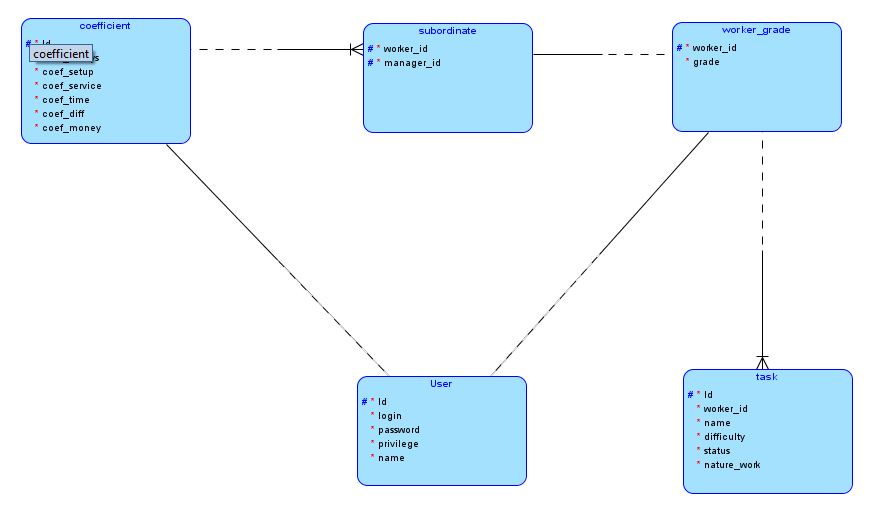 coefficient
# * Id
coefficient
* coef_setup
* coef_service
* coef_time
* coef_diff
* coef_money
subordinate
# * worker_id
# * manager_id
worker_grade
# * worker_id
* grade
User
# * Id
* login
* password
* privilege
* name
task
# * Id
* worker_id
* name
* difficulty
* status
* nature_work